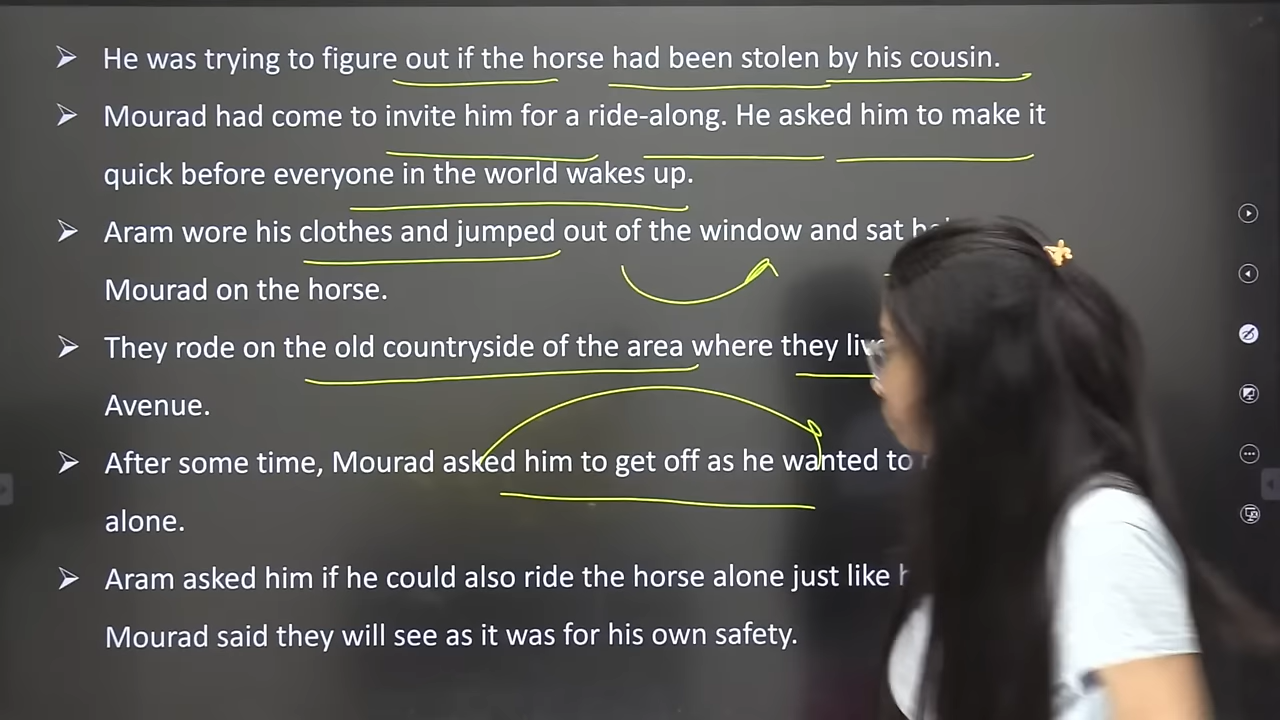 ➢ He was trying to figure out if the horse had been stolen by his cousin.
➢ Mourad had come to invite him for a ride-along. He asked him to make it
quick before everyone in the world wakes up.
➢ Aram wore his clothes and jumped out of the window and sat
Mourad on the horse.
➢ They rode on the old countryside of the area where they
Avenue.
➢ After some time, Mourad asked him to get off as he wanted to
alone.
➢ Aram asked him if he could also ride the horse alone just like
Mourad said they will see as it was for his own safety.